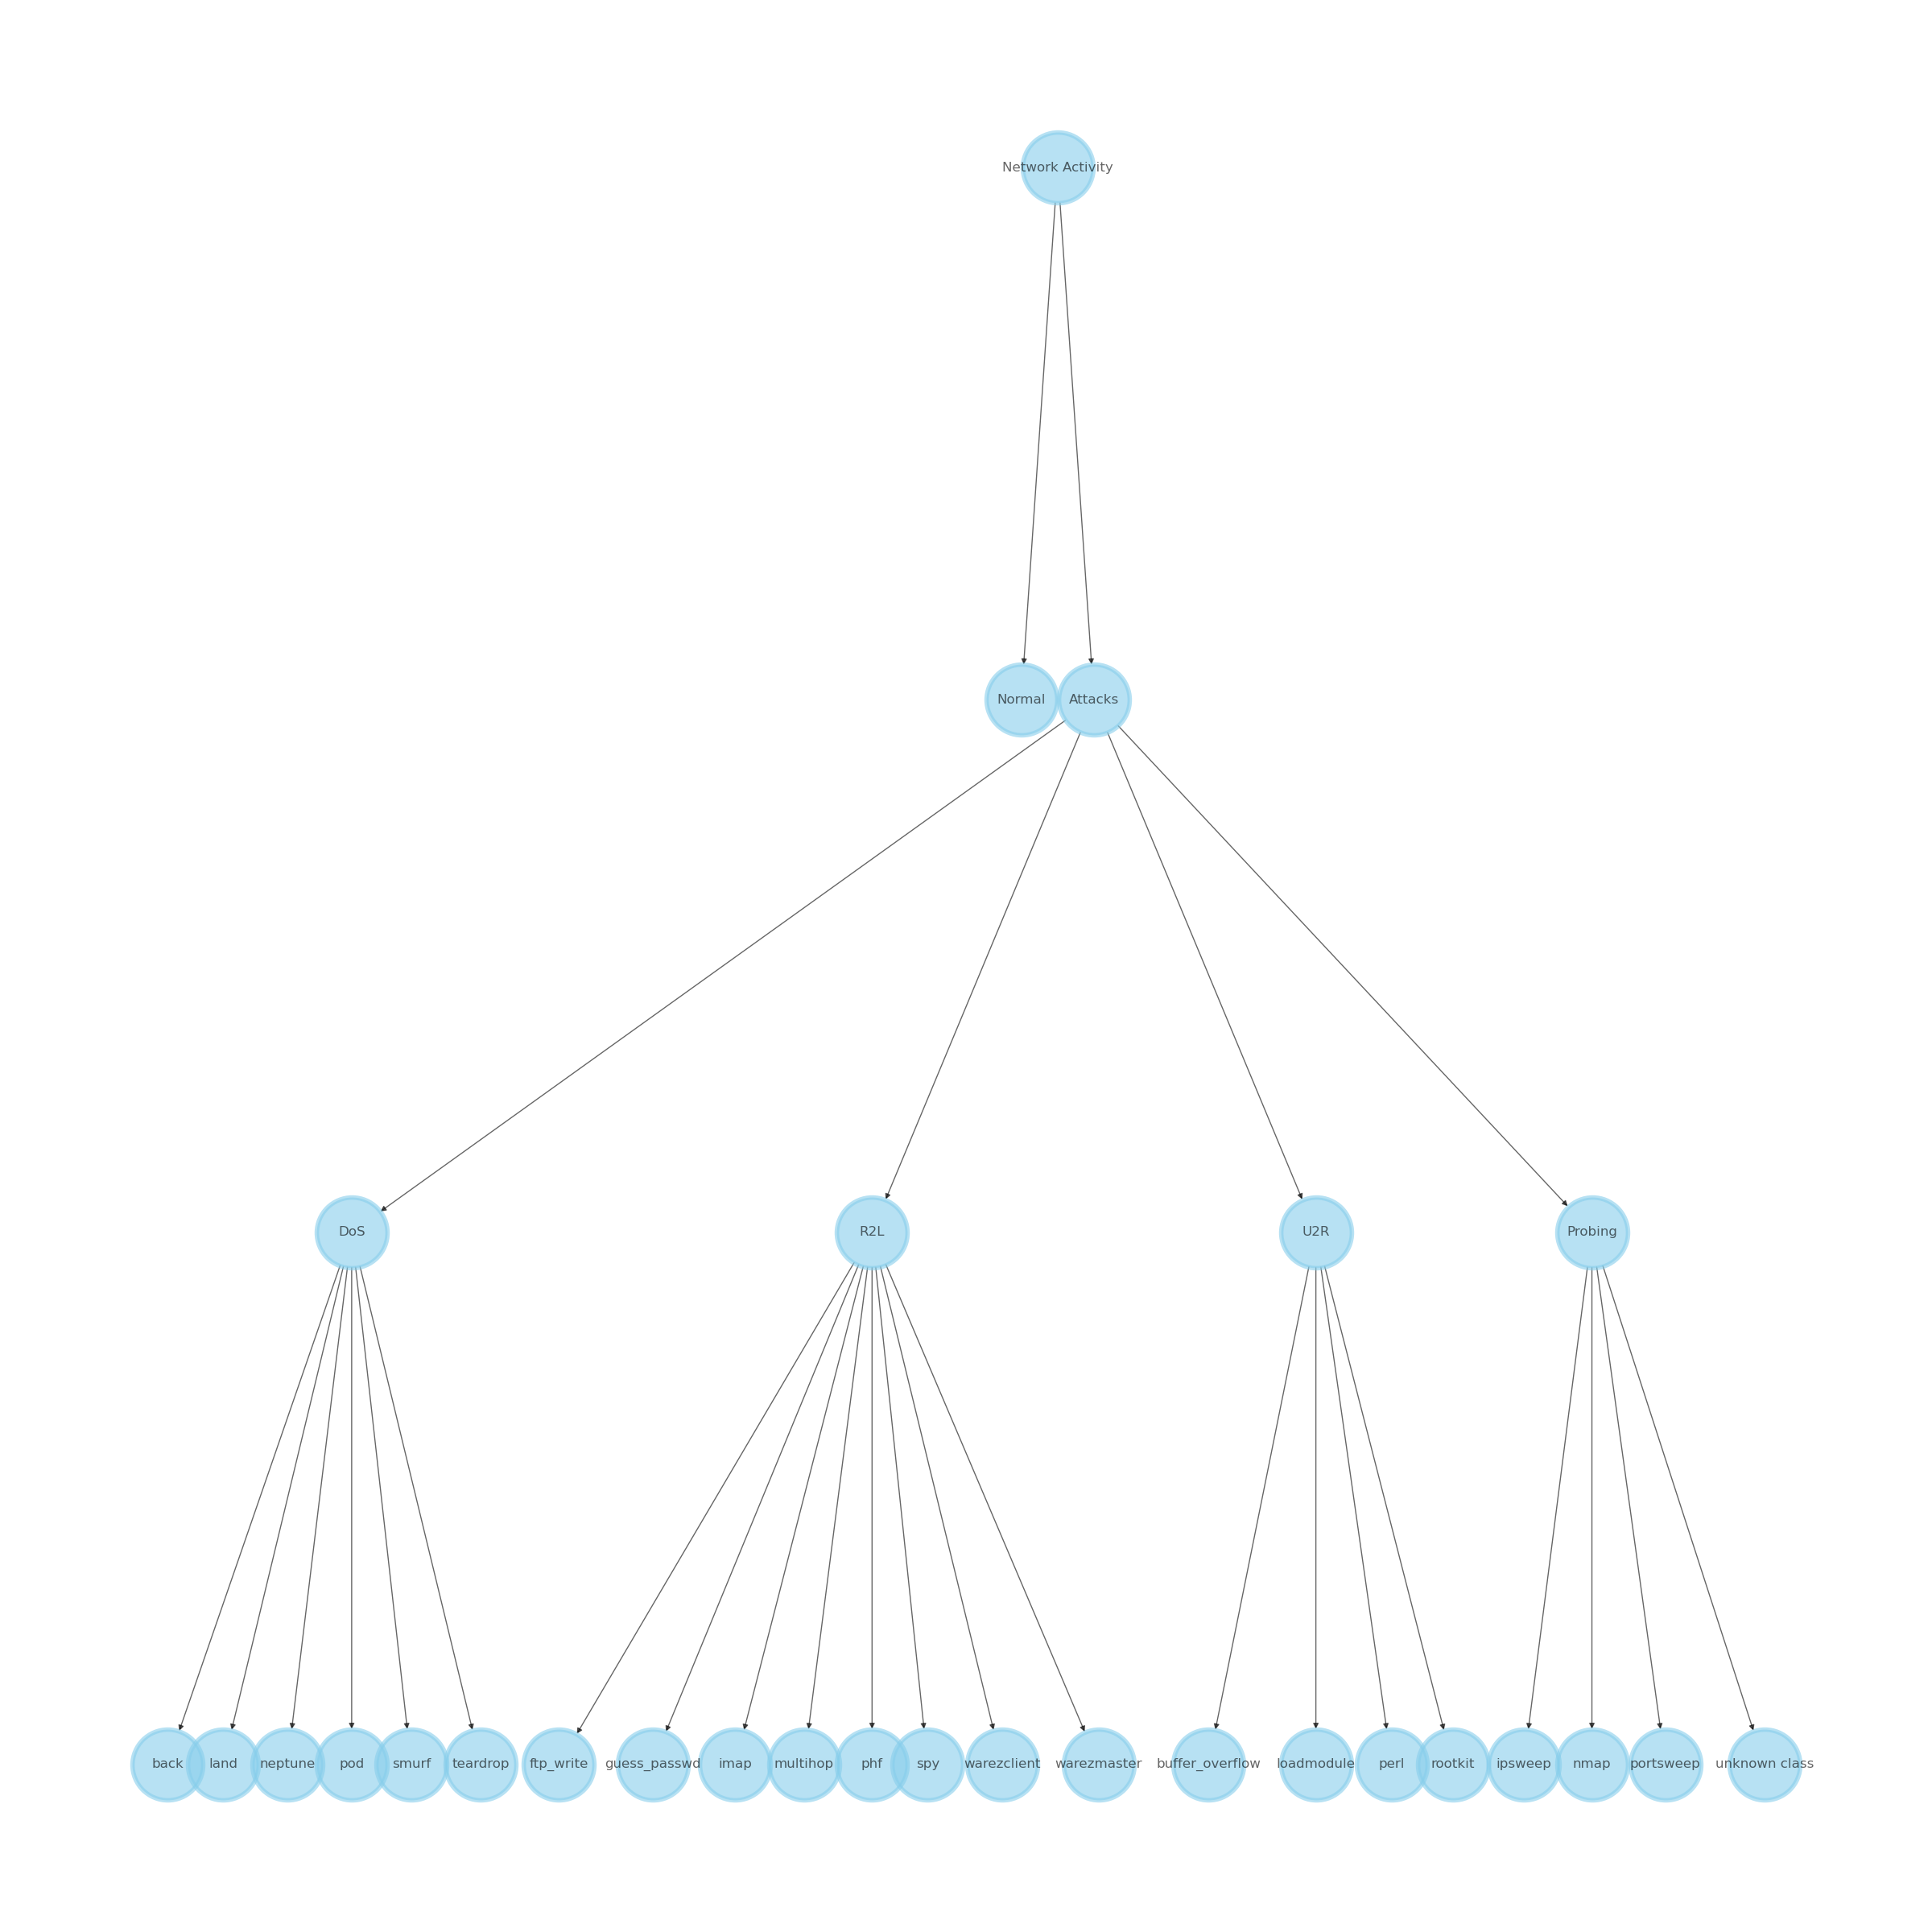 Network Activity
Normal Attacks
DoS R2L U2R Probing
back land neptune pod smurf teardrop ftp_write guess_passwd imap multihop phf spy warezclient warezmaster buffer_overflow loadmodule perl rootkit ipsweep nmap portsweep unknown class